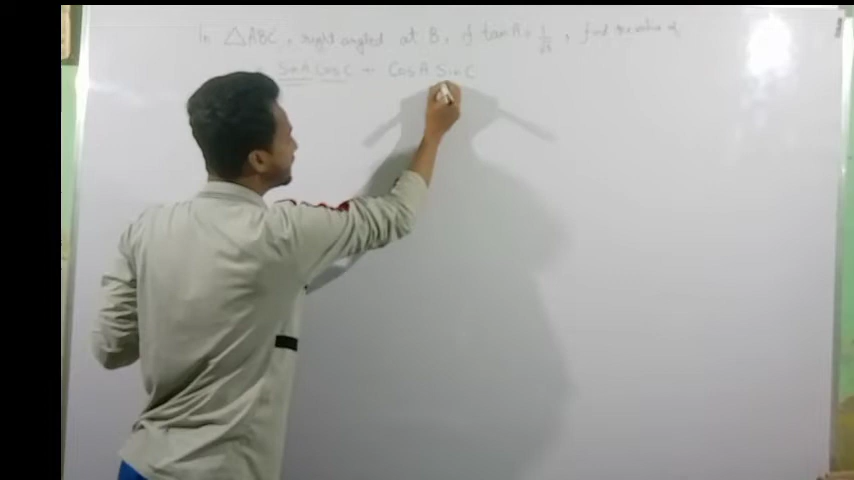 In △ABC, right angled at B, if tan A = 1/√3, find the value of
Sin A Cos C + Cos A Sin C